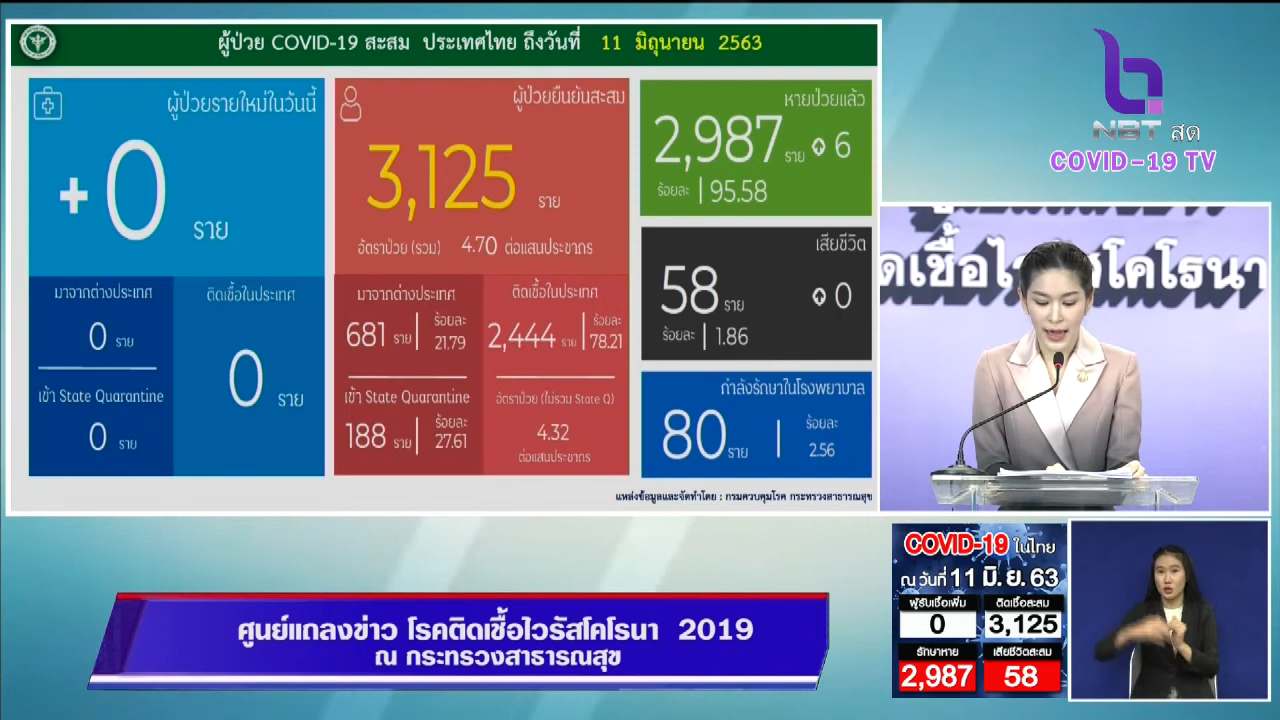 ผู้ป่วย COVID-19 สะสม ประเทศไทย ถึงวันที่ 11 มิถุนายน 2563
ผู้ป่วยรายใหม่ในวันนี้
+0 ราย
มาจากต่างประเทศ
0 ราย
เข้า State Quarantine
0 ราย
ติดเชื้อในประเทศ
0 ราย
ผู้ป่วยยืนยันสะสม
3,125 ราย
อัตราป่วย (รวม) 4.70 ต่อแสนประชากร
มาจากต่างประเทศ
681 ราย
ร้อยละ
21.79
เข้า State Quarantine
188 ราย
ร้อยละ
27.61
ติดเชื้อในประเทศ
2,444 ราย
ร้อยละ
78.21
อัตราป่วย (ไม่รวม State Q)
4.32
ต่อแสนประชากร
หายป่วยแล้ว
2,987 ราย 6
ร้อยละ 95.58
เสียชีวิต
58 ราย 0
ร้อยละ 1.86
กำลังรักษาในโรงพยาบาล
80 ราย
ร้อยละ
2.56
แหล่งข้อมูลและจัดทำโดย : กรมควบคุมโรค กระทรวงสาธารณสุข
NBT สด
COVID-19 TV
COVID-19 ในไทย
ณ วันที่ 11 มิ.ย. 63
ผู้รับเชื้อเพิ่ม
0
ติดเชื้อสะสม
3,125
รักษาหาย
2,987
เสียชีวิตสะสม
58
ศูนย์แถลงข่าว โรคติดเชื้อไวรัสโคโรนา 2019
ณ กระทรวงสาธารณสุข